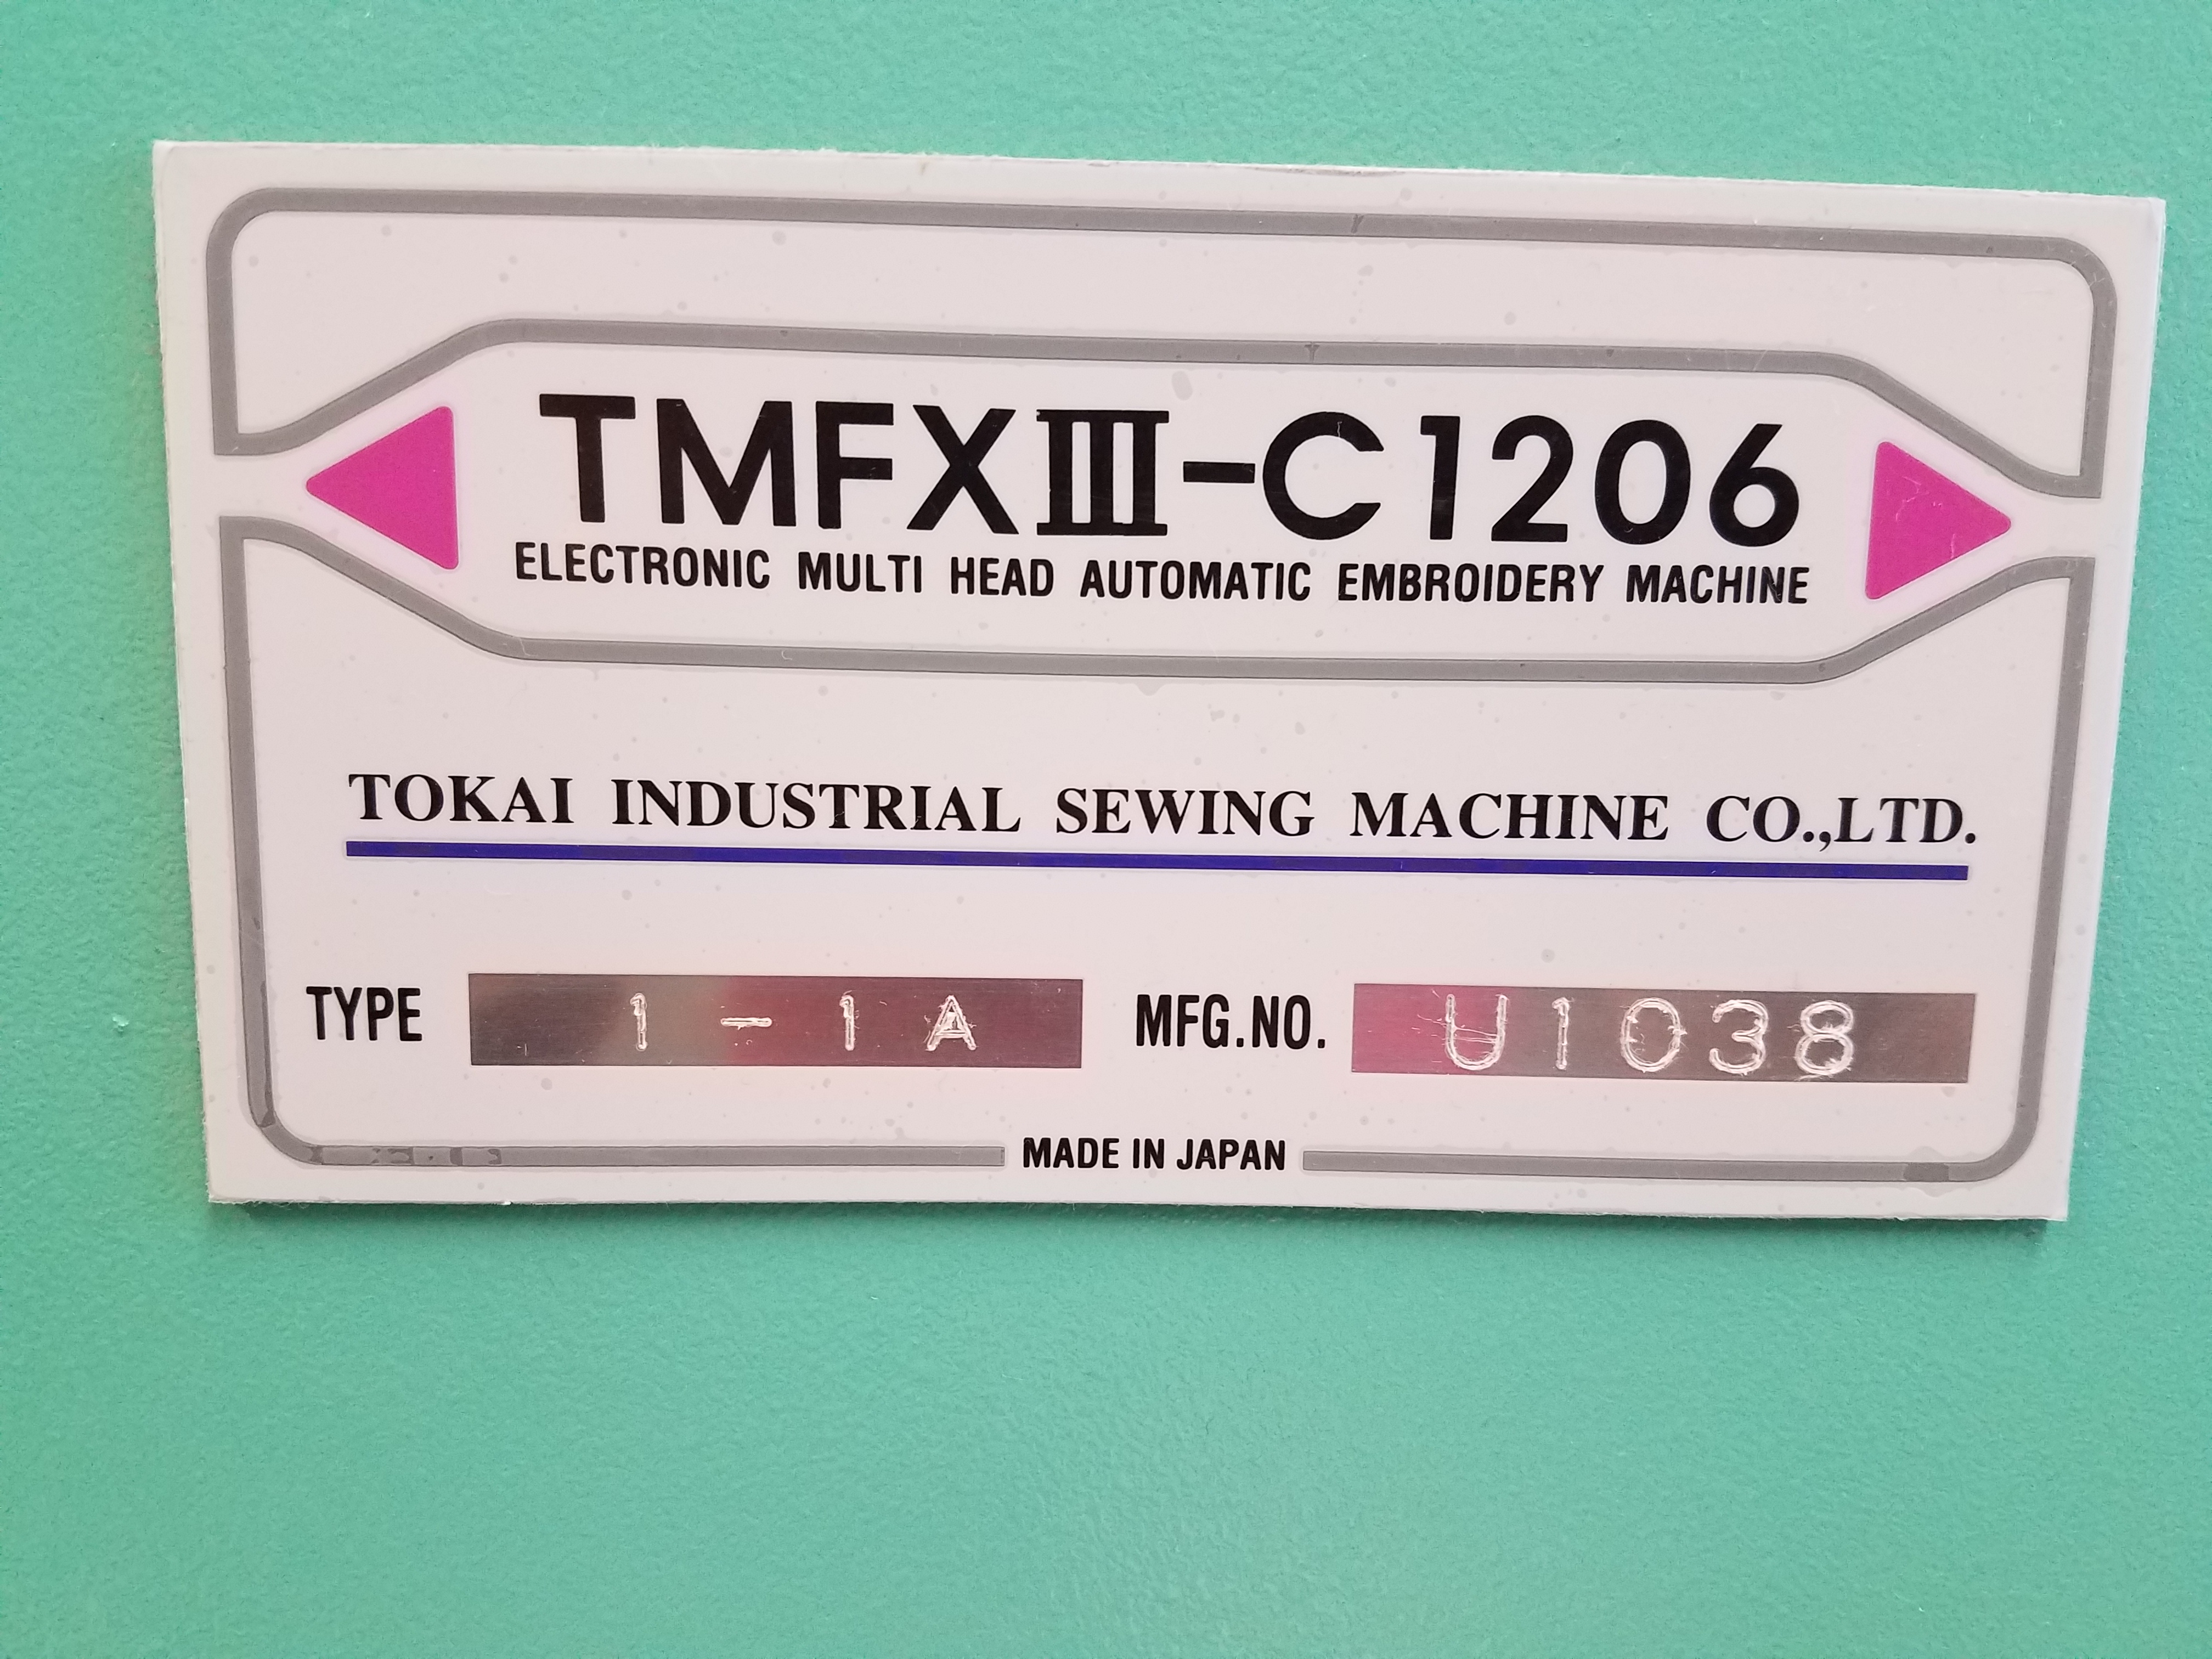 TMFXIII-C1206
ELECTRONIC MULTI HEAD AUTOMATIC EMBROIDERY MACHINE
TOKAI INDUSTRIAL SEWING MACHINE CO.,LTD.
TYPE 1-1A MFG.NO. U1038
MADE IN JAPAN